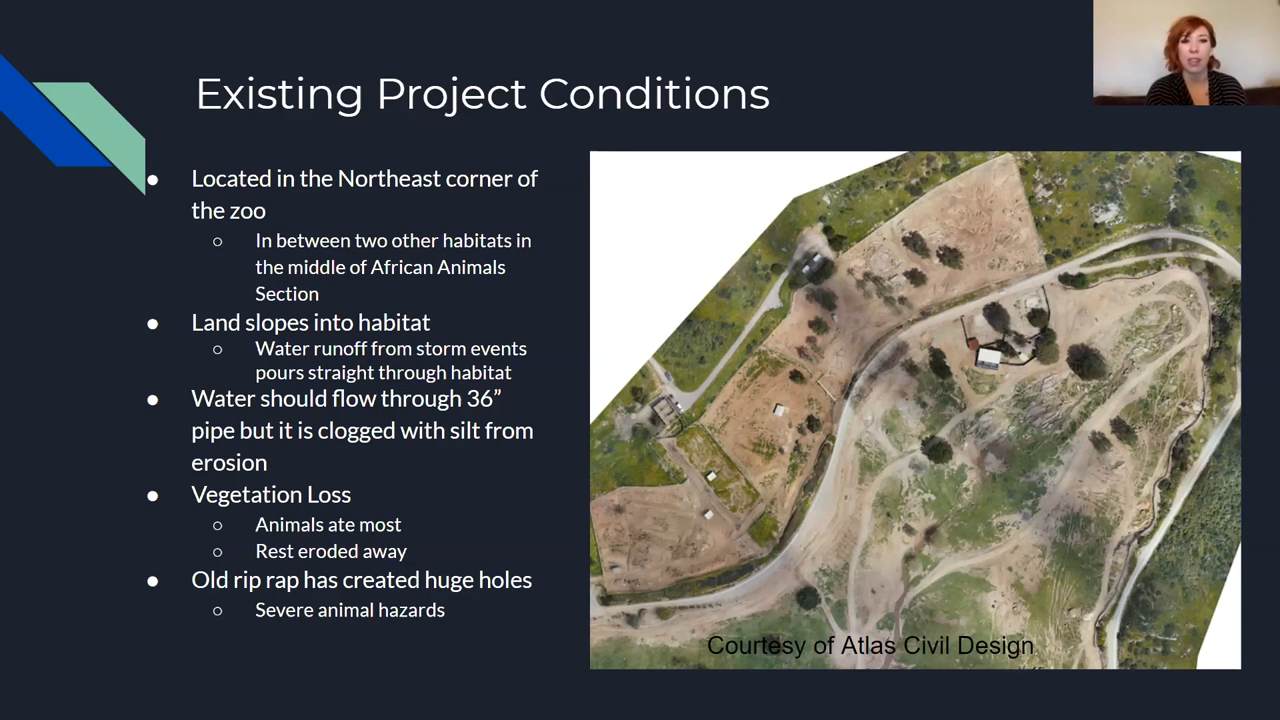 Existing Project Conditions
● Located in the Northeast corner of
the zoo
○ In between two other habitats in
the middle of African Animals
Section
● Land slopes into habitat
○ Water runoff from storm events
pours straight through habitat
● Water should flow through 36”
pipe but it is clogged with silt from
erosion
● Vegetation Loss
○ Animals ate most
○ Rest eroded away
● Old rip rap has created huge holes
○ Severe animal hazards
Courtesy of Atlas Civil Design